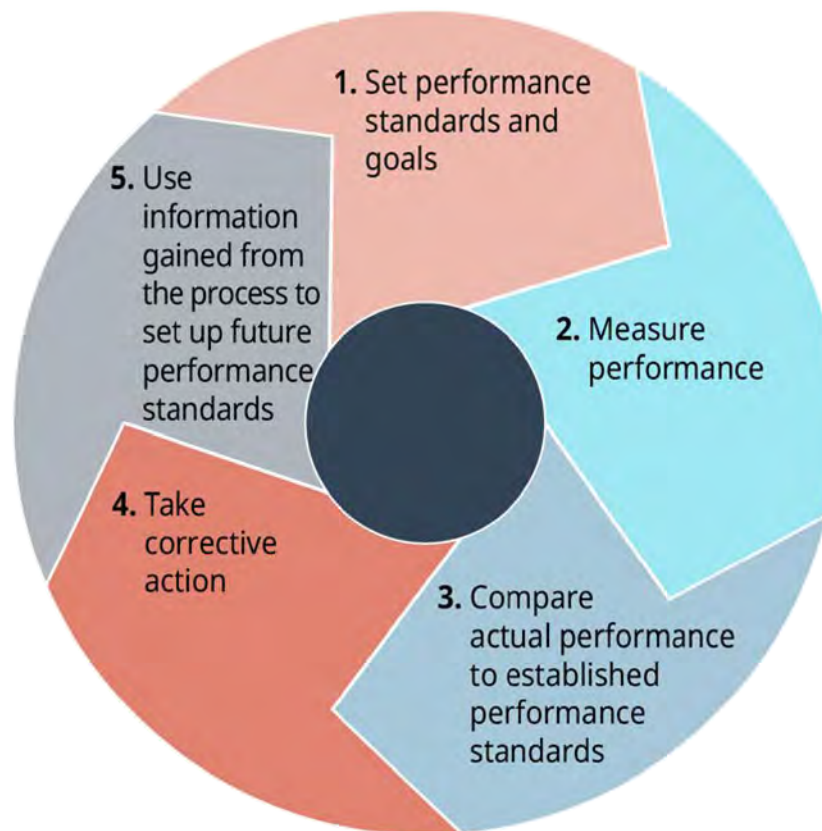 1. Set performance
standards and
goals
2. Measure
performance
3. Compare
actual performance
to established
performance
standards
4. Take
corrective
action
5. Use
information
gained from
the process to
set up future
performance
standards